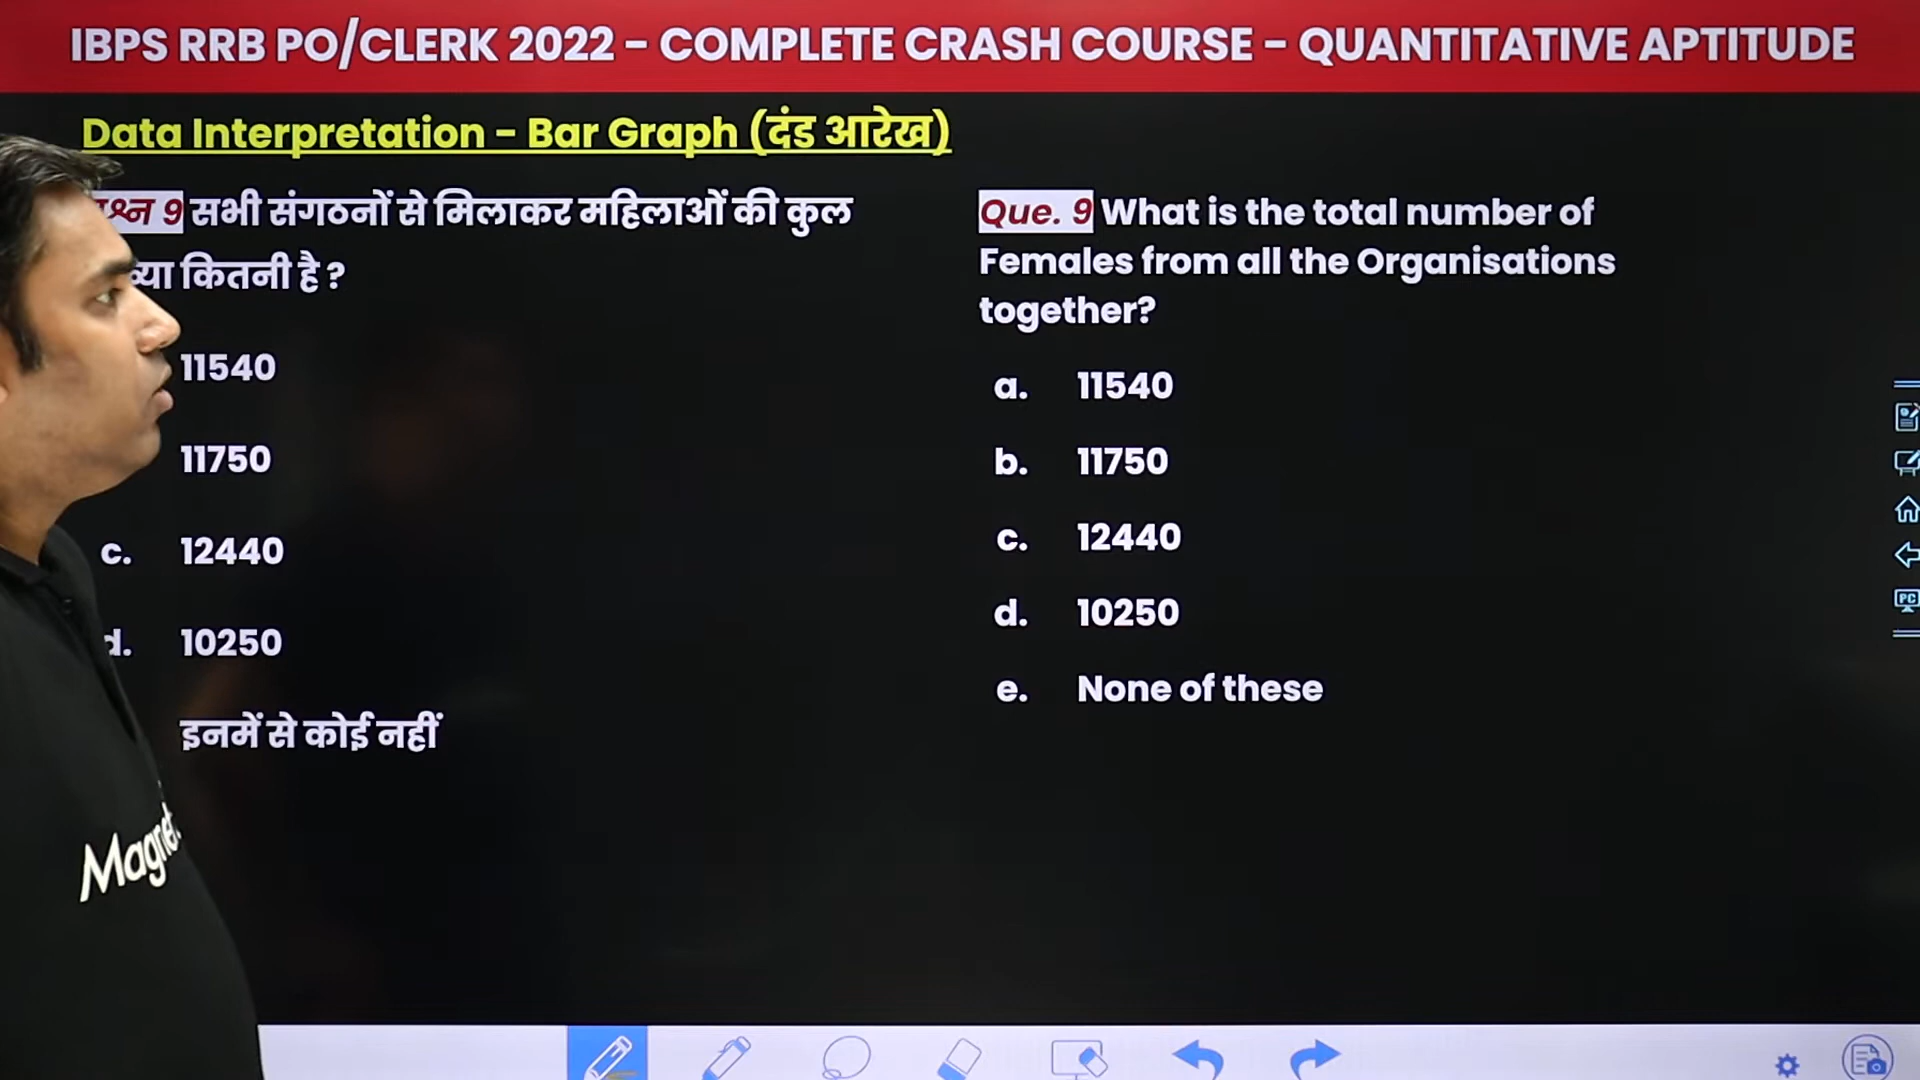 IBPS RRB PO/CLERK 2022 - COMPLETE CRASH COURSE - QUANTITATIVE APTITUDE
Data Interpretation - Bar Graph (दंड आरेख)
9 सभी संगठनों से मिलाकर महिलाओं की कुल
कितनी है ?
11540
11750
c. 12440
d. 10250
इनमें से कोई नहीं
Que. 9 What is the total number of
Females from all the Organisations
together?
a. 11540
b. 11750
c. 12440
d. 10250
e. None of these
PC